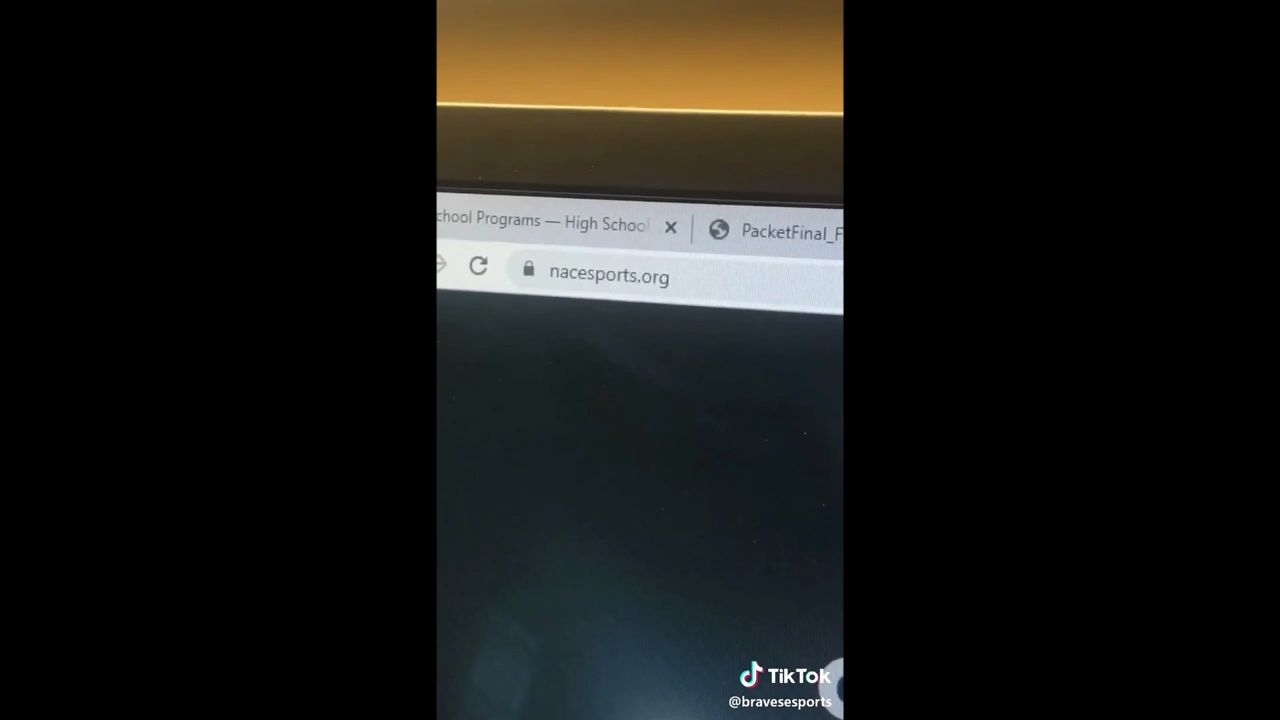 chool Programs — High School
PacketFinal_F
nacesports.org
TikTok
@bravesesports